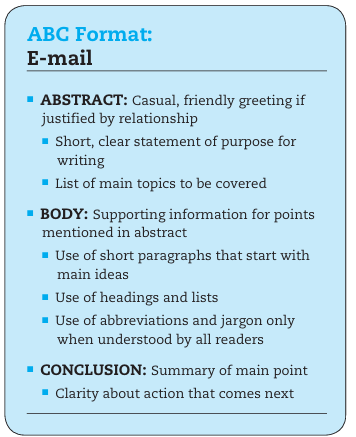 ABC Format:
E-mail
ABSTRACT: Casual, friendly greeting if
justified by relationship
Short, clear statement of purpose for
writing
List of main topics to be covered
BODY: Supporting information for points
mentioned in abstract
Use of short paragraphs that start with
main ideas
Use of headings and lists
Use of abbreviations and jargon only
when understood by all readers
CONCLUSION: Summary of main point
Clarity about action that comes next